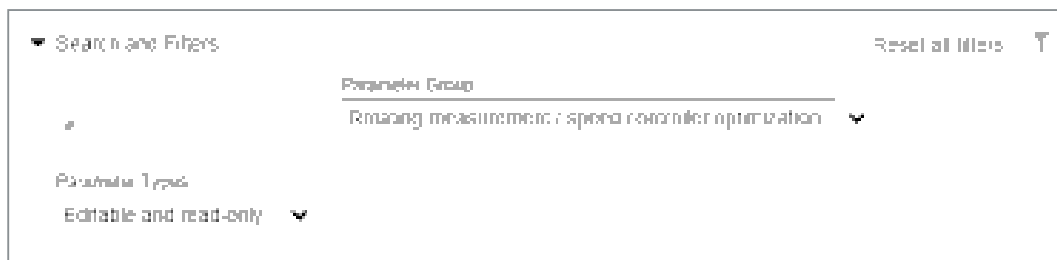 Search and Filters
Reset all filters
Parameter Group
Rotating measurement / speed controller optimization
Parameter Types
Editable and read-only